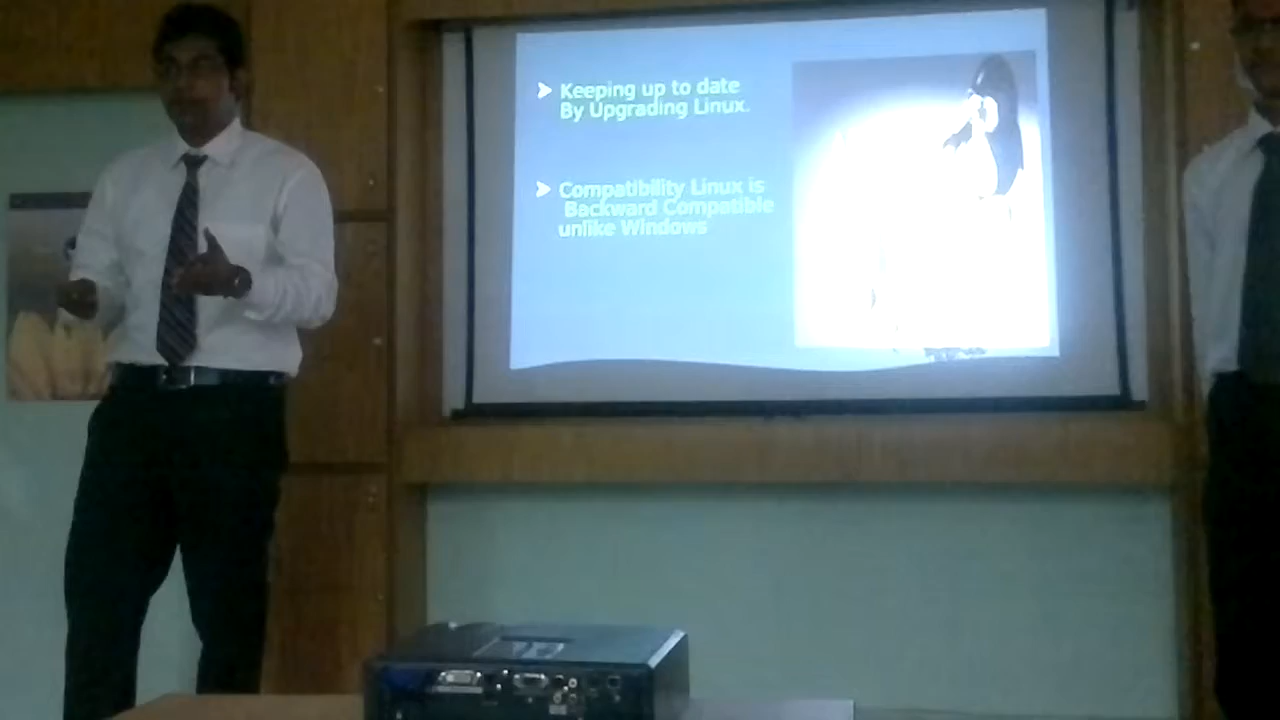 Keeping up to date
By Upgrading Linux.
Compatibility Linux is
Backward Compatible
unlike Windows